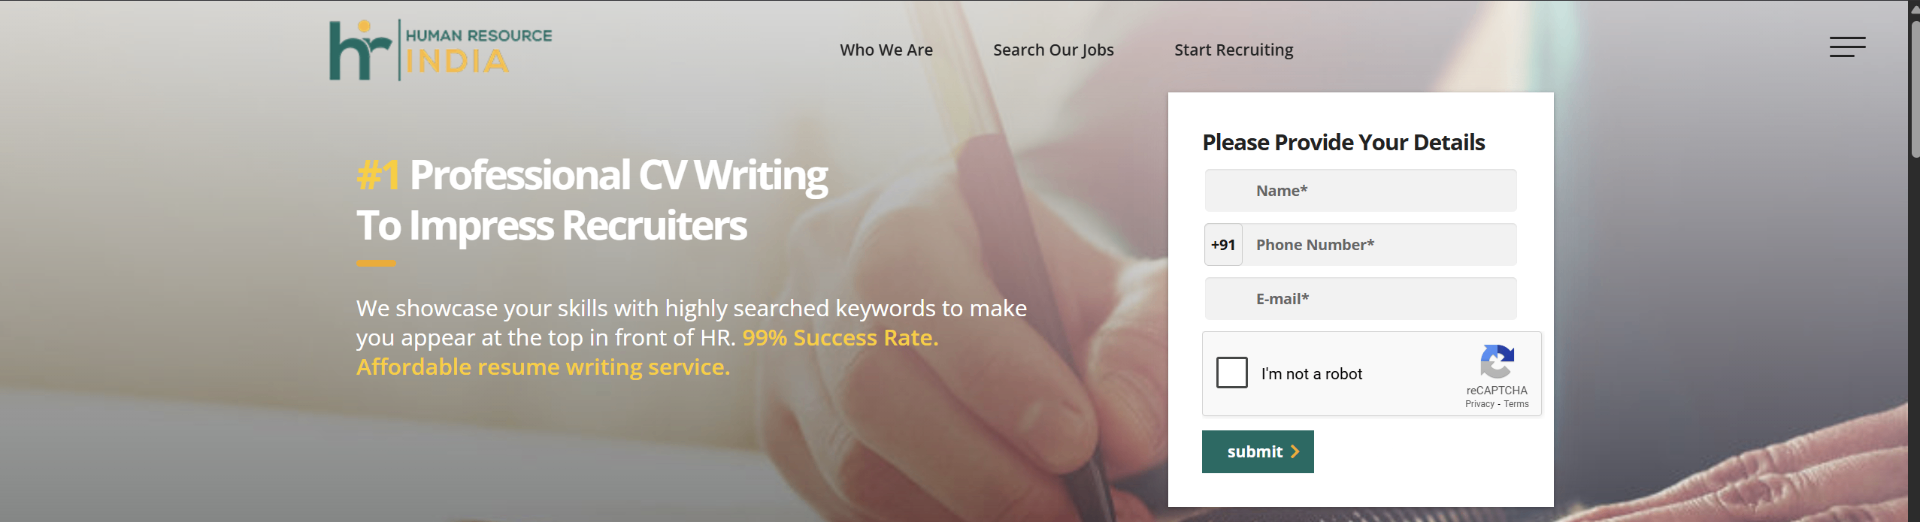 hr HUMAN RESOURCE
INDIA
Who We Are
Search Our Jobs
Start Recruiting
#1 Professional CV Writing
To Impress Recruiters
We showcase your skills with highly searched keywords to make
you appear at the top in front of HR. 99% Success Rate.
Affordable resume writing service.
Please Provide Your Details
Name*
+91 Phone Number*
E-mail*
I'm not a robot
reCAPTCHA
Privacy - Terms
submit